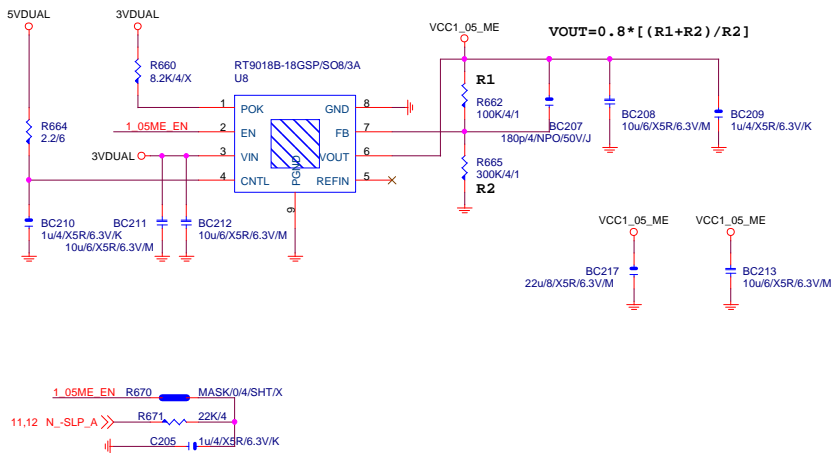 5VDUAL
3VDUAL
VCC1_05_ME
VOUT=0.8*[(R1+R2)/R2]
R660
8.2K/4/X
RT9018B-18GSP/SO8/3A
U8
R1
R662
100K/4/1
1
POK
GND
8
BC207
180p/4/NPO/50V/J
BC208
10u/6/X5R/6.3V/M
BC209
1u/4/X5R/6.3V/K
R664
2.2/6
1_05ME_EN
2
EN
FB
7
3VDUAL
3
VIN
VOUT
6
4
CNTL
REFIN
5
PGND
9
R665
300K/4/1
R2
BC210
1u/4/X5R/6.3V/K
BC211
10u/6/X5R/6.3V/M
BC212
10u/6/X5R/6.3V/M
VCC1_05_ME
VCC1_05_ME
BC217
22u/8/X5R/6.3V/M
BC213
10u/6/X5R/6.3V/M
1_05ME_EN
R670
MASK/0/4/SHT/X
11,12 N_-SLP_A
R671
22K/4
C205
1u/4/X5R/6.3V/K